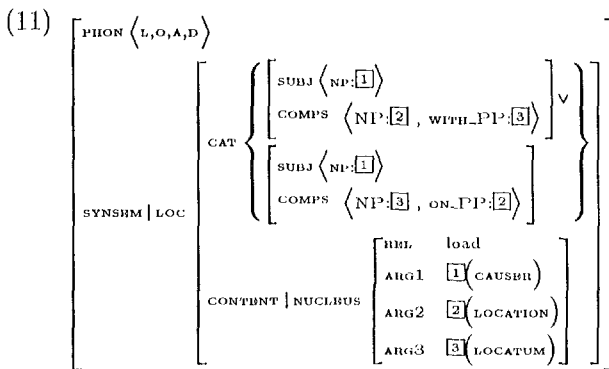 (11)
PHON ⟨L,O,A,D⟩
SUBJ ⟨NP:[1]⟩
COMPS ⟨NP:[2] , WITH_PP:[3]⟩ ∨
CAT
SUBJ ⟨NP:[1]⟩
COMPS ⟨NP:[3] , ON_PP:[2]⟩
SYNSEM | LOC
REL load
ARG1 [1](CAUSER)
CONTENT | NUCLEUS
ARG2 [2](LOCATION)
ARG3 [3](LOCATUM)